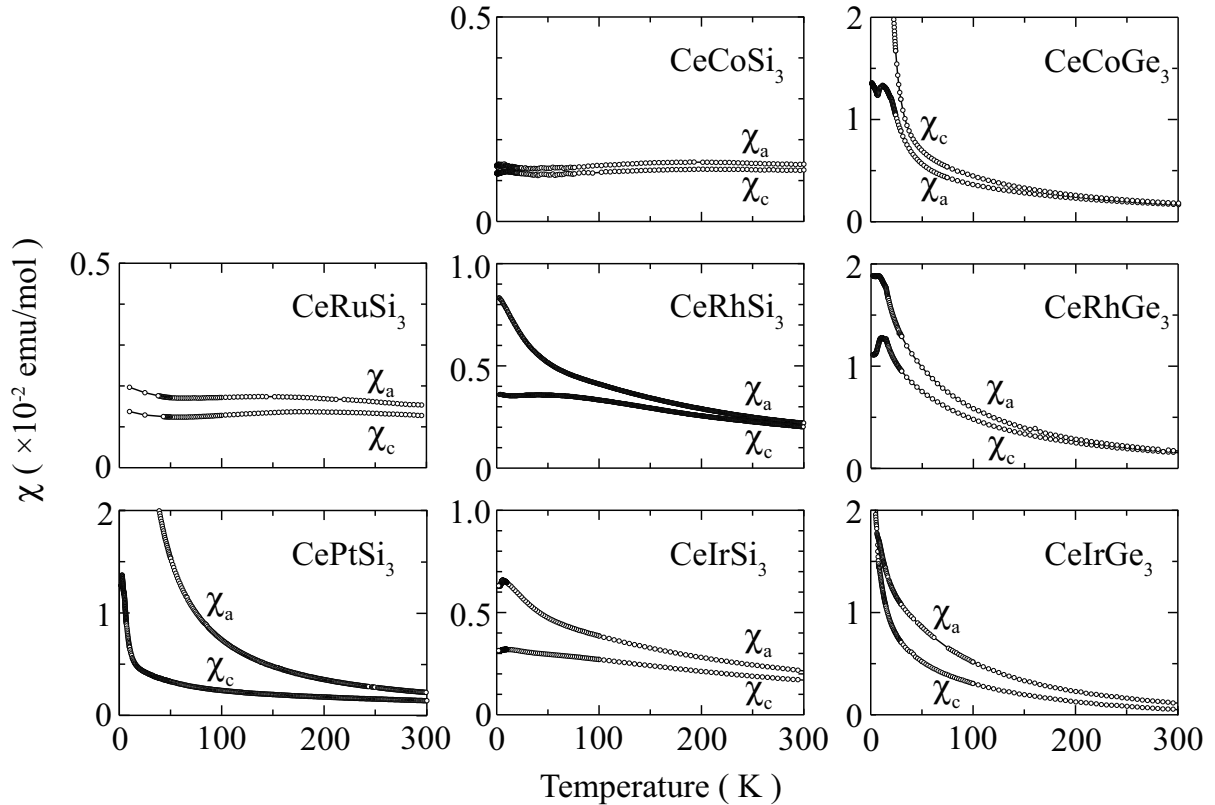 0.5
CeCoSi3
χa
χc
0
2
CeCoGe3
1
χc
χa
0
χ ( ×10-2 emu/mol )
0.5
CeRuSi3
χa
χc
0
1.0
CeRhSi3
0.5
χa
χc
0
2
CeRhGe3
1
χa
χc
0
2
CePtSi3
1
χa
χc
0
0 100 200 300
1.0
CeIrSi3
0.5
χa
χc
0
0 100 200 300
2
CeIrGe3
1
χa
χc
0
0 100 200 300
Temperature ( K )